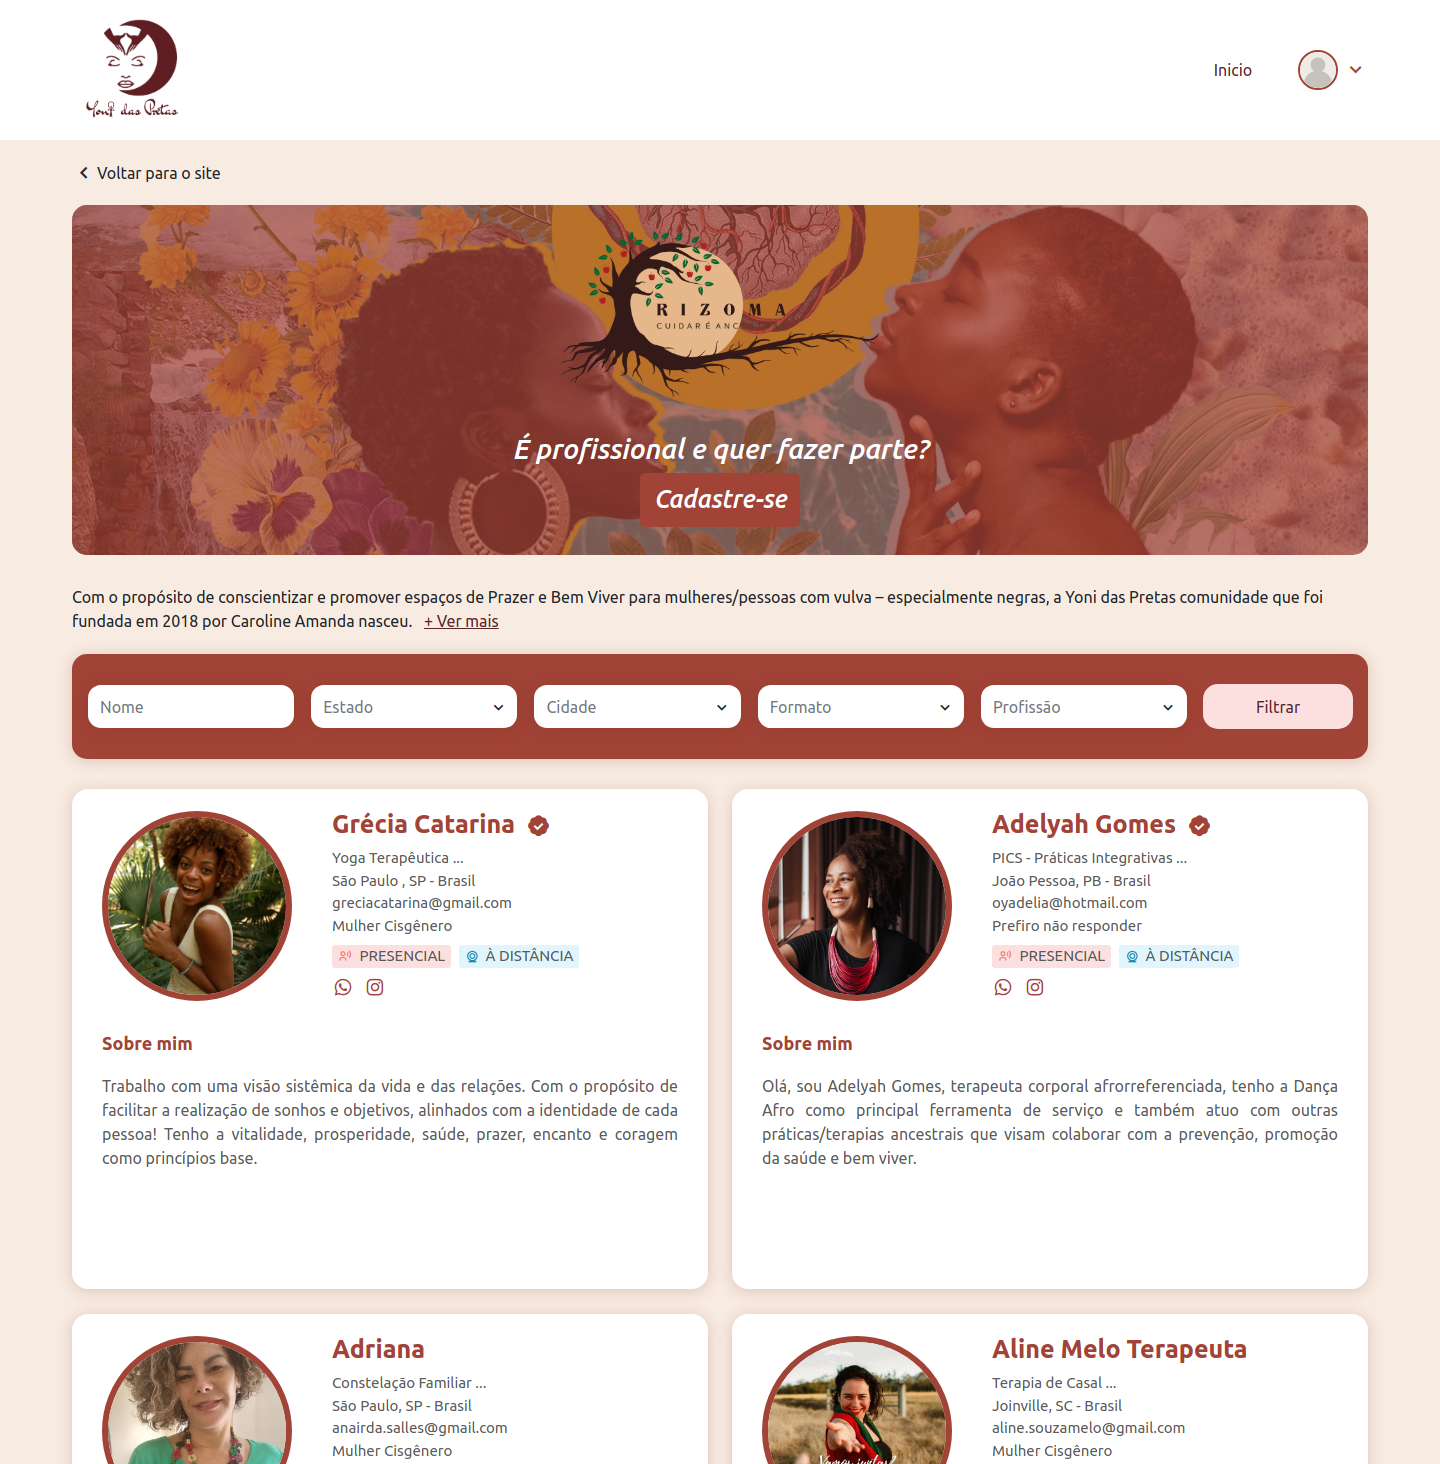 Yoni das Pretas
Inicio
Voltar para o site
RIZOMA
CUIDAR É
É profissional e quer fazer parte?
Cadastre-se
Com o propósito de conscientizar e promover espaços de Prazer e Bem Viver para mulheres/pessoas com vulva – especialmente negras, a Yoni das Pretas comunidade que foi
fundada em 2018 por Caroline Amanda nasceu. + Ver mais
Nome Estado Cidade Formato Profissão Filtrar
Grécia Catarina
Yoga Terapêutica ...
São Paulo , SP - Brasil
greciacatarina@gmail.com
Mulher Cisgênero
PRESENCIAL À DISTÂNCIA
Sobre mim
Trabalho com uma visão sistêmica da vida e das relações. Com o propósito de
facilitar a realização de sonhos e objetivos, alinhados com a identidade de cada
pessoa! Tenho a vitalidade, prosperidade, saúde, prazer, encanto e coragem
como princípios base.
Adelyah Gomes
PICS - Práticas Integrativas ...
João Pessoa, PB - Brasil
oyadelia@hotmail.com
Prefiro não responder
PRESENCIAL À DISTÂNCIA
Sobre mim
Olá, sou Adelyah Gomes, terapeuta corporal afrorreferenciada, tenho a Dança
Afro como principal ferramenta de serviço e também atuo com outras
práticas/terapias ancestrais que visam colaborar com a prevenção, promoção
da saúde e bem viver.
Adriana
Constelação Familiar ...
São Paulo, SP - Brasil
anairda.salles@gmail.com
Mulher Cisgênero
Aline Melo Terapeuta
Terapia de Casal ...
Joinville, SC - Brasil
aline.souzamelo@gmail.com
Mulher Cisgênero
Vamos juntas?